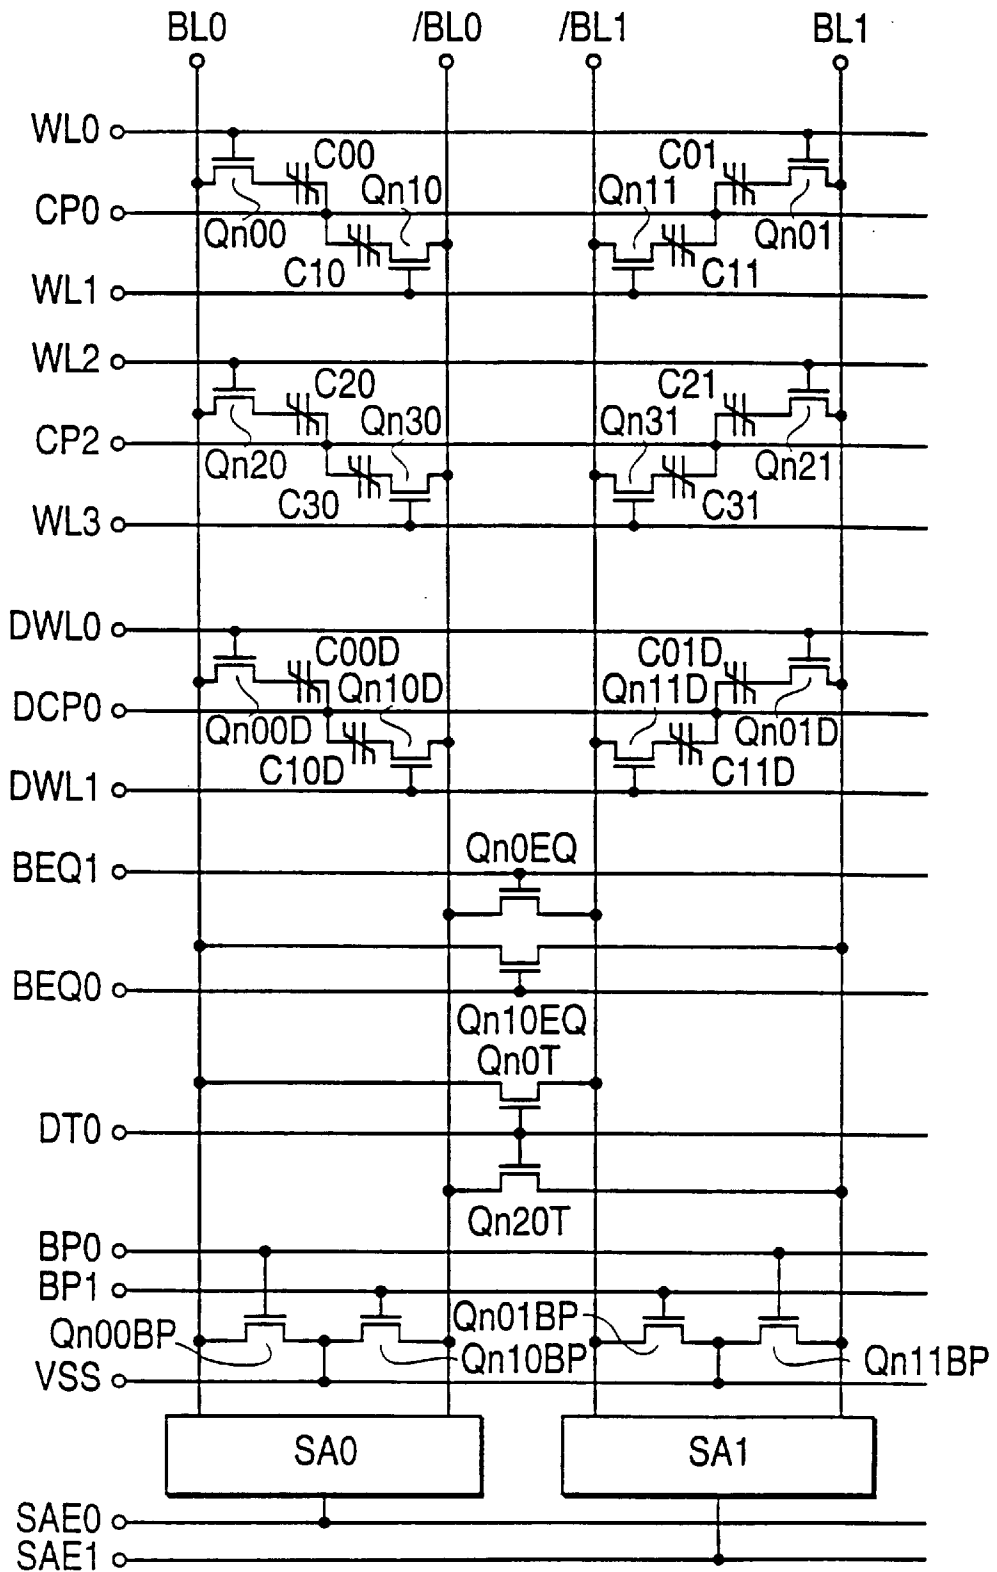 BL0 /BL0 /BL1 BL1
WL0
C00 C01
Qn10 Qn11
CP0
Qn00 Qn01
C10 C11
WL1
WL2
C20 C21
Qn30 Qn31
CP2
Qn20 Qn21
C30 C31
WL3
DWL0
C00D C01D
Qn10D Qn11D
DCP0
Qn00D Qn01D
C10D C11D
DWL1
Qn0EQ
BEQ1
BEQ0
Qn10EQ
Qn0T
DT0
Qn20T
BP0
BP1
Qn01BP
Qn00BP
Qn10BP Qn11BP
VSS
SA0 SA1
SAE0
SAE1